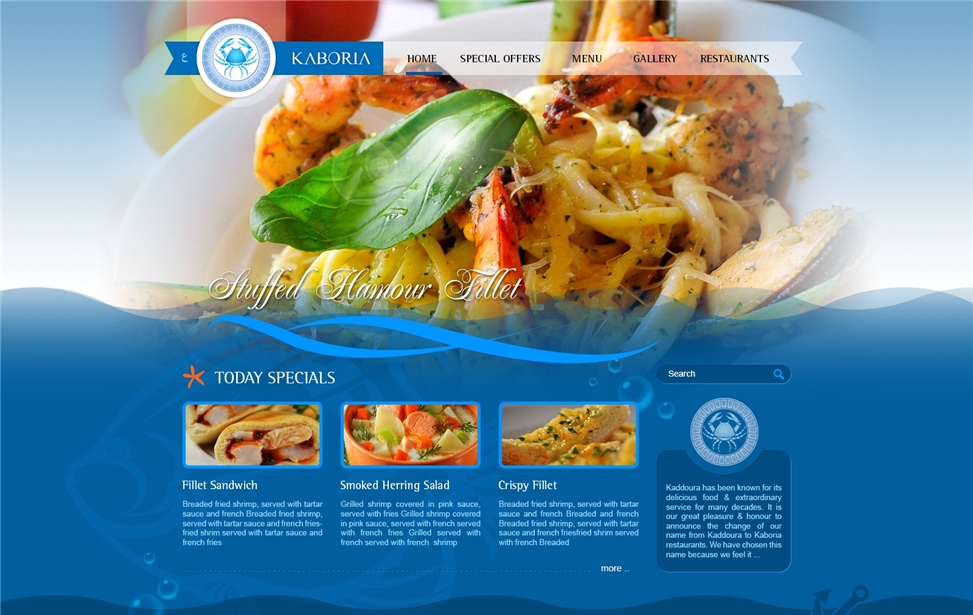 ع
KABORIA
HOME
SPECIAL OFFERS
MENU
GALLERY
RESTAURANTS
Stuffed Hamour Fillet
TODAY SPECIALS
Search
Fillet Sandwich
Breaded fried shrimp, served with tartar
sauce and french Breaded fried shrimp,
served with tartar sauce and french fries-
fried shrim served with tartar sauce and
french fries
Smoked Herring Salad
Grilled shrimp covered in pink sauce,
served with fries Grilled shrimp covered
in pink sauce, served with french served
with french fries Grilled served with
french served with french shrimp
Crispy Fillet
Breaded fried shrimp, served with tartar
sauce and french Breaded and french
Breaded fried shrimp, served with tartar
sauce and french friesfried shrim served
with french Breaded
more ..
Kaddoura has been known for its
delicious food & extraordinary
service for many decades. It is
our great pleasure & honour to
announce the change of our
name from Kaddoura to Kaboria
restaurants. We have chosen this
name because we feel it ...